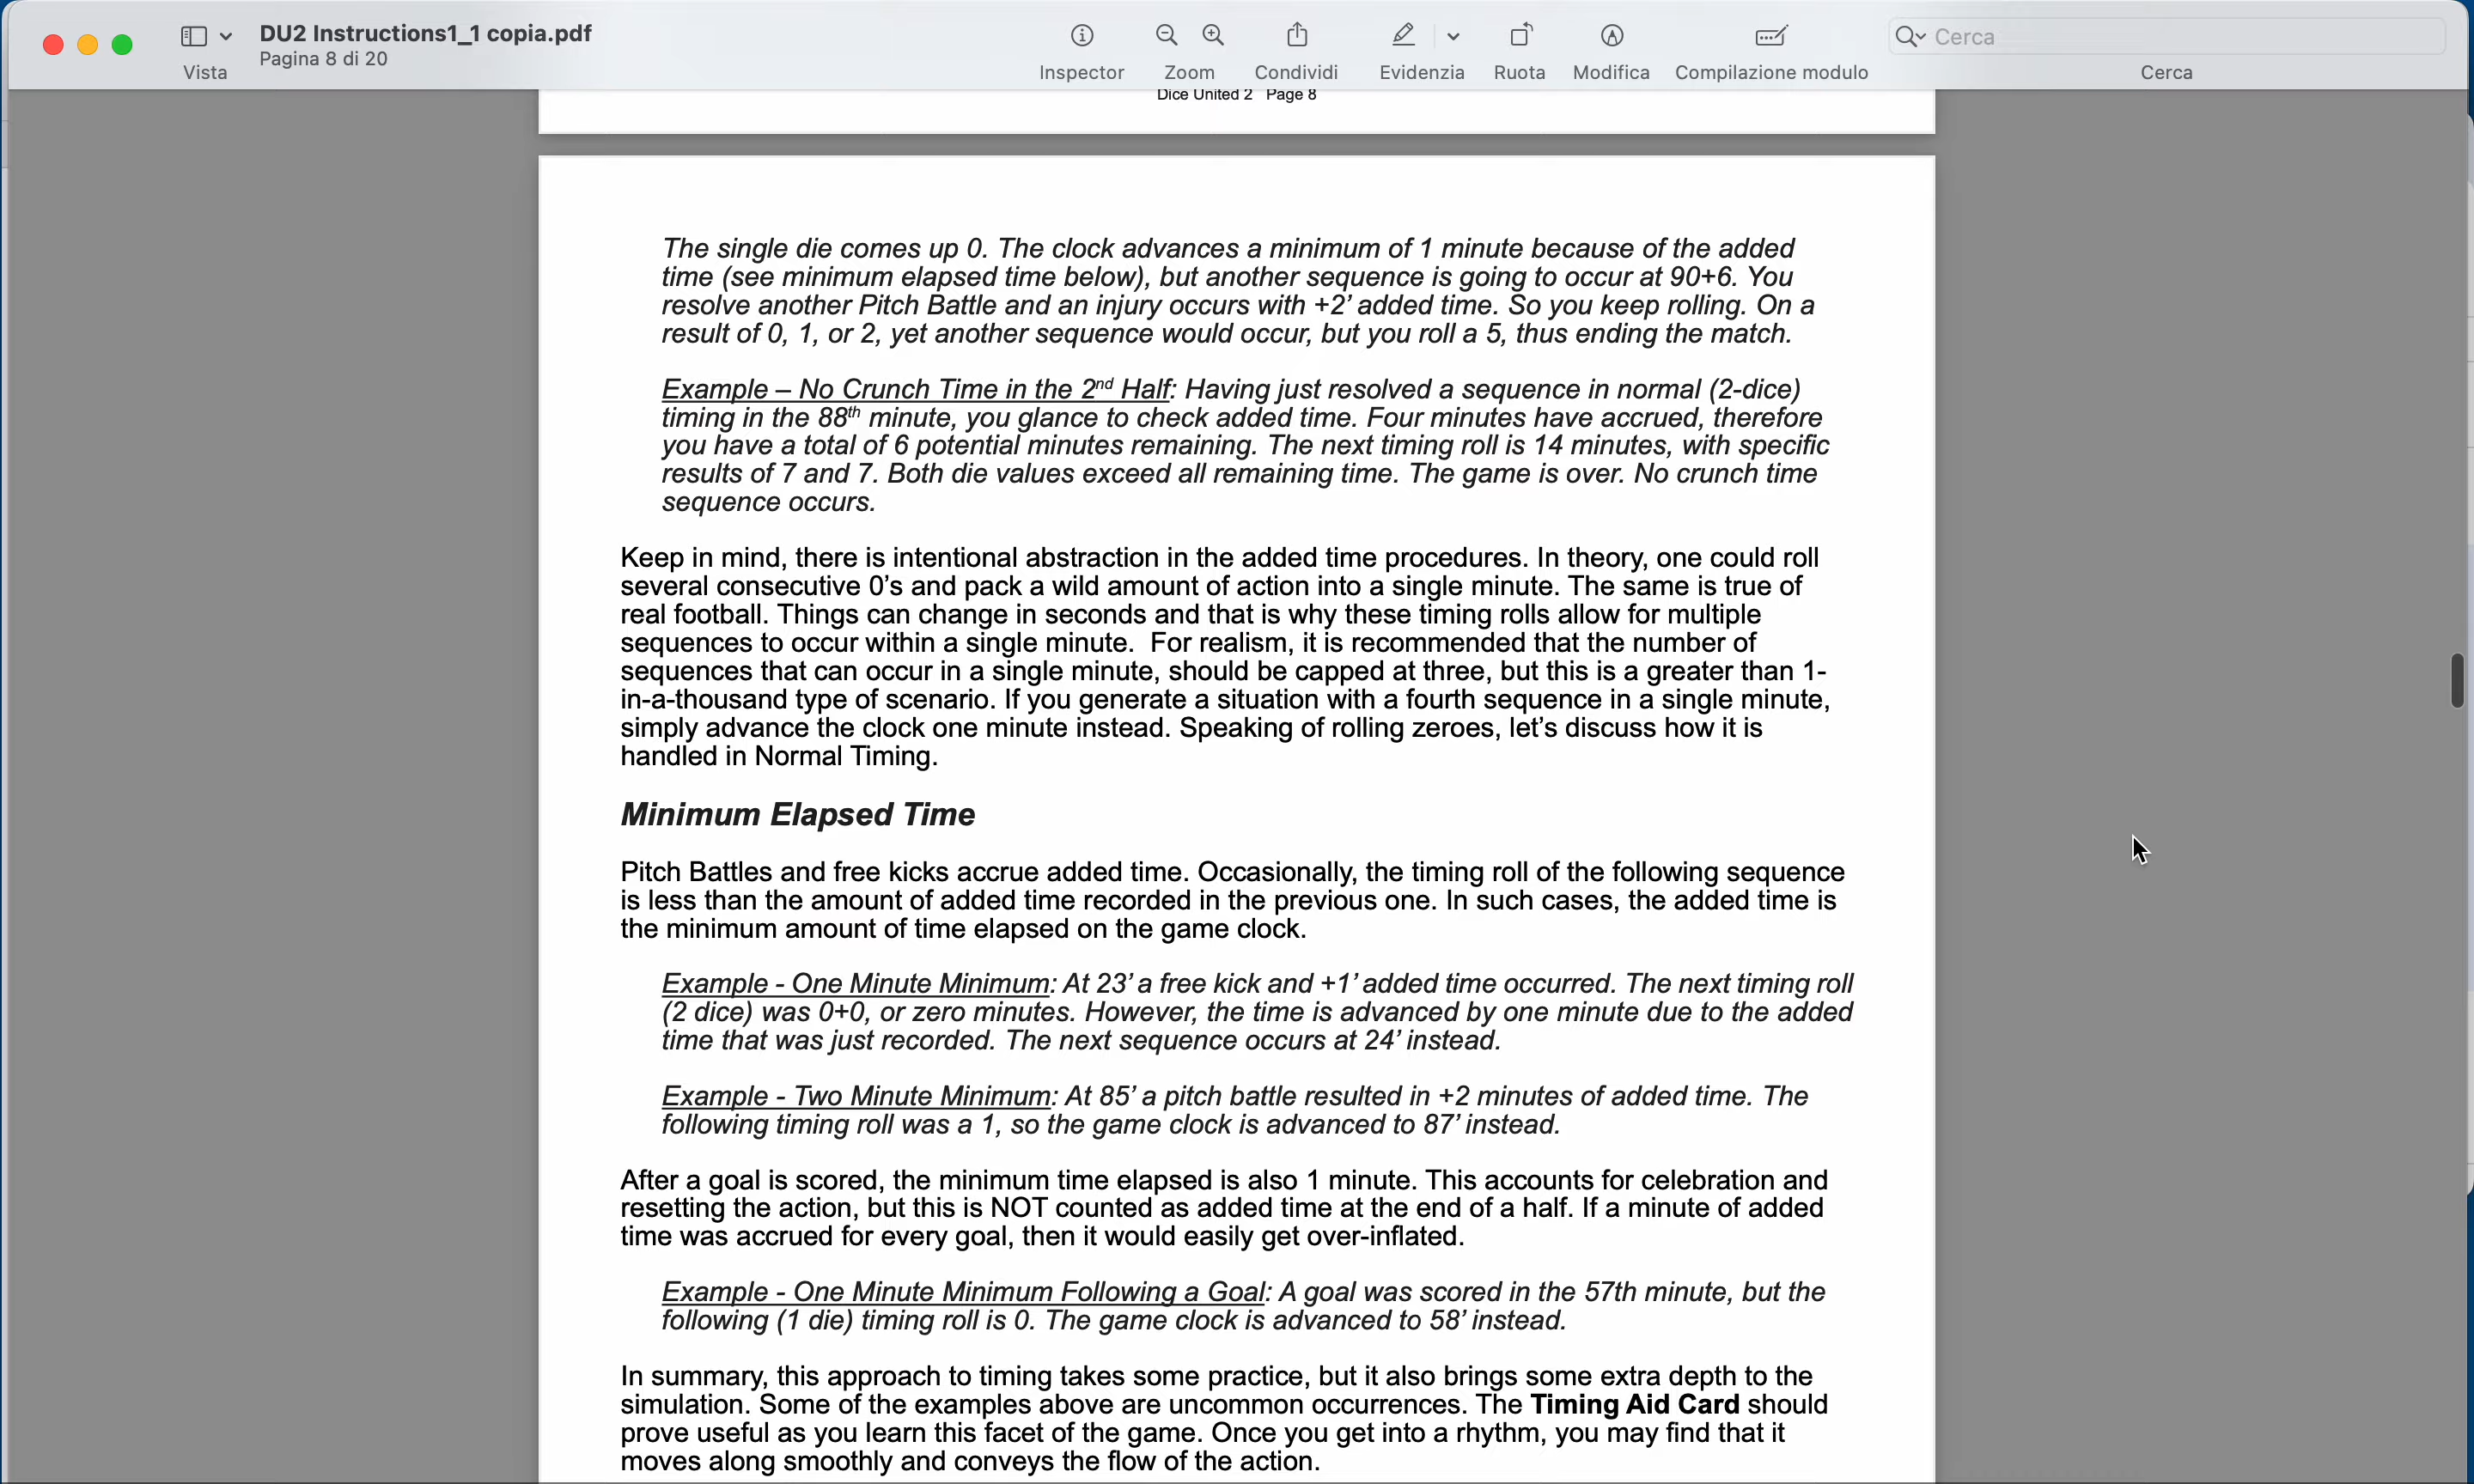 DU2 Instructions1_1 copia.pdf
Pagina 8 di 20
Vista
Inspector
Zoom
Condividi
Evidenzia
Ruota
Modifica
Compilazione modulo
Cerca
Cerca
Dice United 2 Page 8
The single die comes up 0. The clock advances a minimum of 1 minute because of the added
time (see minimum elapsed time below), but another sequence is going to occur at 90+6. You
resolve another Pitch Battle and an injury occurs with +2’ added time. So you keep rolling. On a
result of 0, 1, or 2, yet another sequence would occur, but you roll a 5, thus ending the match.
Example – No Crunch Time in the 2nd Half: Having just resolved a sequence in normal (2-dice)
timing in the 88th minute, you glance to check added time. Four minutes have accrued, therefore
you have a total of 6 potential minutes remaining. The next timing roll is 14 minutes, with specific
results of 7 and 7. Both die values exceed all remaining time. The game is over. No crunch time
sequence occurs.
Keep in mind, there is intentional abstraction in the added time procedures. In theory, one could roll
several consecutive 0’s and pack a wild amount of action into a single minute. The same is true of
real football. Things can change in seconds and that is why these timing rolls allow for multiple
sequences to occur within a single minute. For realism, it is recommended that the number of
sequences that can occur in a single minute, should be capped at three, but this is a greater than 1-
in-a-thousand type of scenario. If you generate a situation with a fourth sequence in a single minute,
simply advance the clock one minute instead. Speaking of rolling zeroes, let’s discuss how it is
handled in Normal Timing.
Minimum Elapsed Time
Pitch Battles and free kicks accrue added time. Occasionally, the timing roll of the following sequence
is less than the amount of added time recorded in the previous one. In such cases, the added time is
the minimum amount of time elapsed on the game clock.
Example - One Minute Minimum: At 23’ a free kick and +1’ added time occurred. The next timing roll
(2 dice) was 0+0, or zero minutes. However, the time is advanced by one minute due to the added
time that was just recorded. The next sequence occurs at 24’ instead.
Example - Two Minute Minimum: At 85’ a pitch battle resulted in +2 minutes of added time. The
following timing roll was a 1, so the game clock is advanced to 87’ instead.
After a goal is scored, the minimum time elapsed is also 1 minute. This accounts for celebration and
resetting the action, but this is NOT counted as added time at the end of a half. If a minute of added
time was accrued for every goal, then it would easily get over-inflated.
Example - One Minute Minimum Following a Goal: A goal was scored in the 57th minute, but the
following (1 die) timing roll is 0. The game clock is advanced to 58’ instead.
In summary, this approach to timing takes some practice, but it also brings some extra depth to the
simulation. Some of the examples above are uncommon occurrences. The Timing Aid Card should
prove useful as you learn this facet of the game. Once you get into a rhythm, you may find that it
moves along smoothly and conveys the flow of the action.